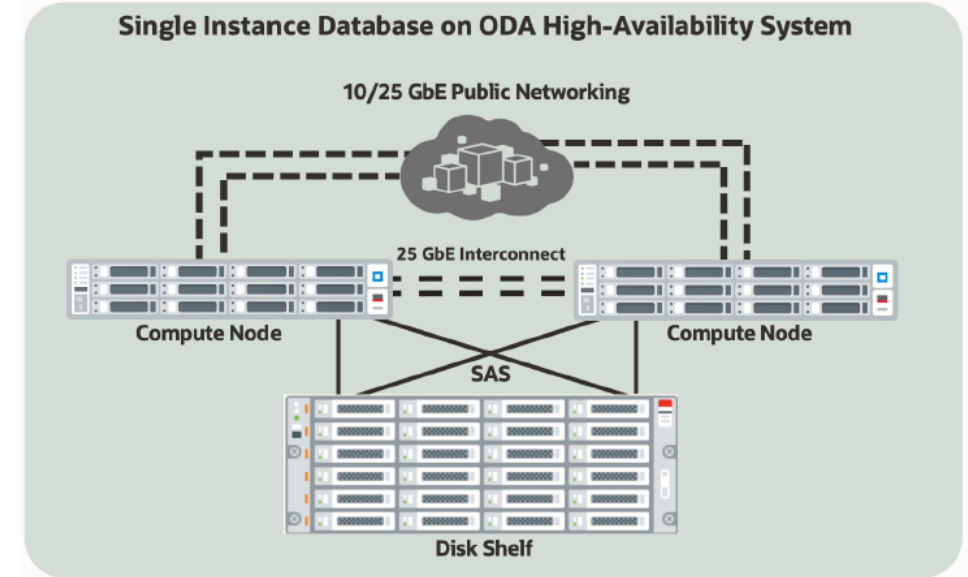 Single Instance Database on ODA High-Availability System
10/25 GbE Public Networking
25 GbE Interconnect
Compute Node
Compute Node
SAS
Disk Shelf